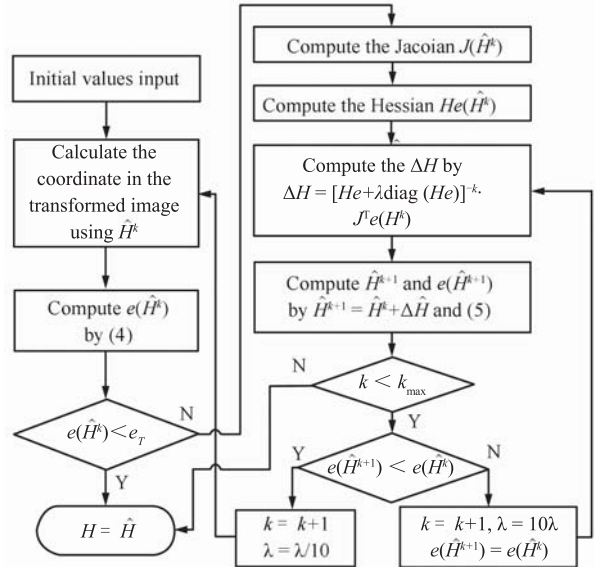 Initial values input
Calculate the
coordinate in the
transformed image
using Ĥᵏ
Compute e(Ĥᵏ)
by (4)
e(Ĥᵏ)<e_T
N
Y
H = Ĥ
Compute the Jacoian J(Ĥᵏ)
Compute the Hessian He(Ĥᵏ)
Compute the ΔH by
ΔH = [He+λdiag (He)]⁻ᵏ·
Jᵀe(Hᵏ)
Compute Ĥᵏ⁺¹ and e(Ĥᵏ⁺¹)
by Ĥᵏ⁺¹ = Ĥᵏ+ΔĤ and (5)
N
k < k_max
Y
Y
e(Ĥᵏ⁺¹) < e(Ĥᵏ)
N
k = k+1
λ = λ/10
k = k+1, λ = 10λ
e(Ĥᵏ⁺¹) = e(Ĥᵏ)